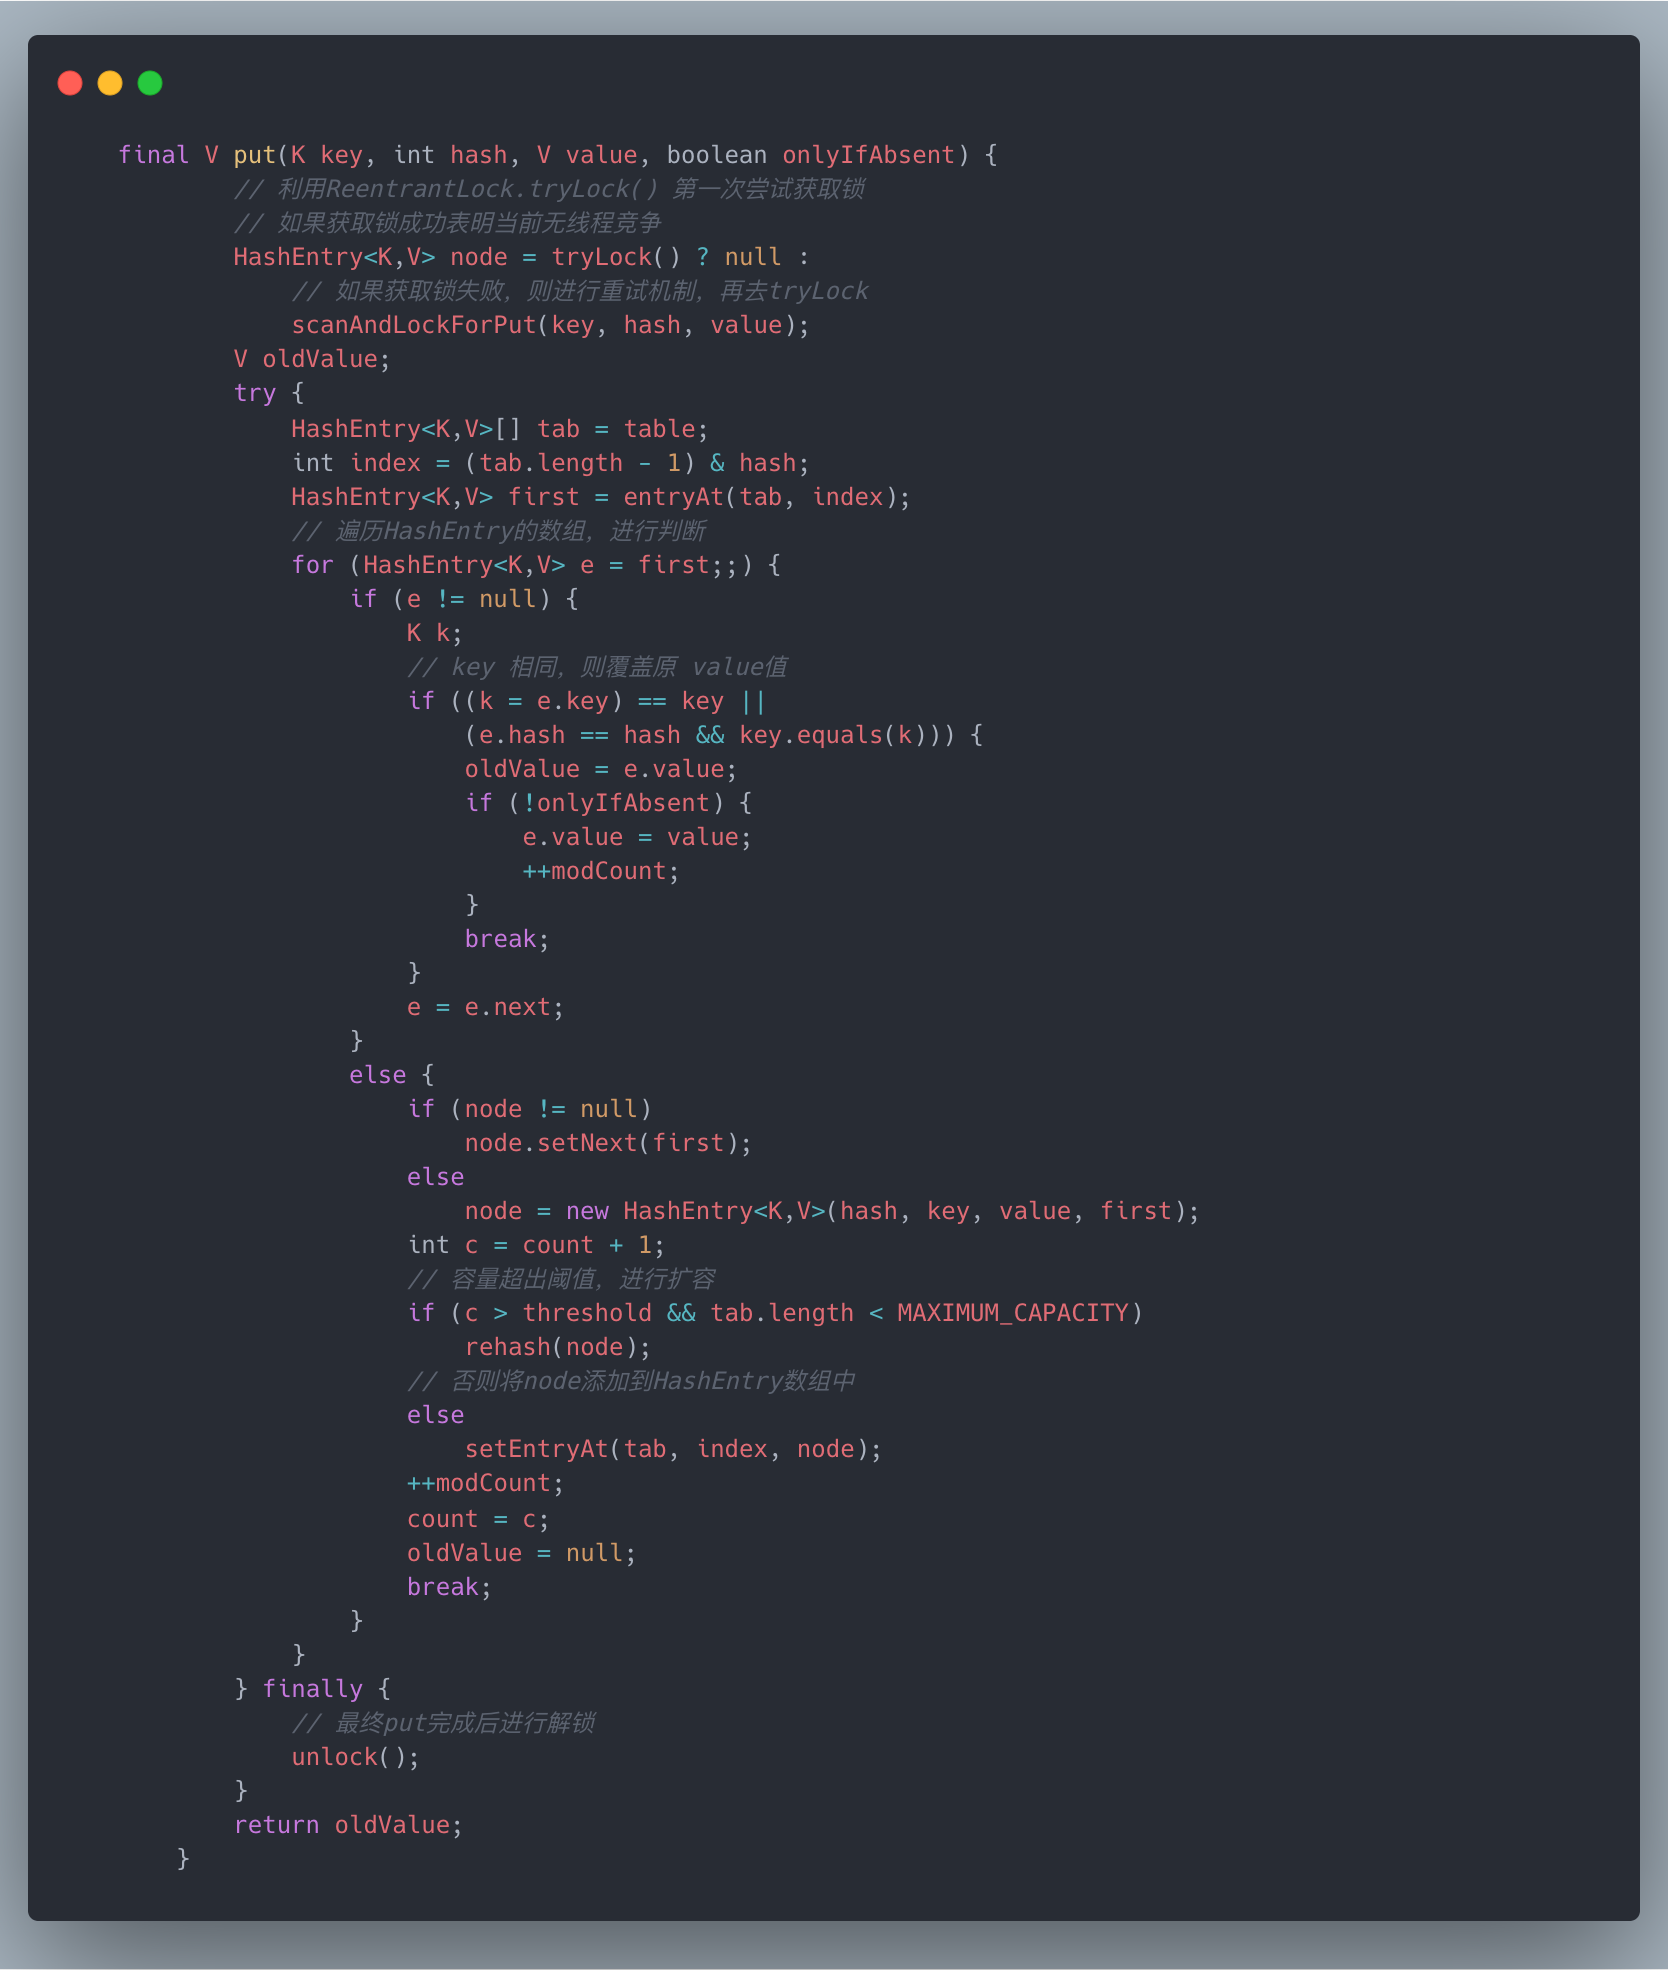 final V put(K key, int hash, V value, boolean onlyIfAbsent) {
// 利用ReentrantLock.tryLock() 第一次尝试获取锁
// 如果获取锁成功表明当前无线程竞争
HashEntry<K,V> node = tryLock() ? null :
// 如果获取锁失败，则进行重试机制，再去tryLock
scanAndLockForPut(key, hash, value);
V oldValue;
try {
HashEntry<K,V>[] tab = table;
int index = (tab.length - 1) & hash;
HashEntry<K,V> first = entryAt(tab, index);
// 遍历HashEntry的数组，进行判断
for (HashEntry<K,V> e = first;;) {
if (e != null) {
K k;
// key 相同，则覆盖原 value值
if ((k = e.key) == key ||
(e.hash == hash && key.equals(k))) {
oldValue = e.value;
if (!onlyIfAbsent) {
e.value = value;
++modCount;
}
break;
}
e = e.next;
}
else {
if (node != null)
node.setNext(first);
else
node = new HashEntry<K,V>(hash, key, value, first);
int c = count + 1;
// 容量超出阈值，进行扩容
if (c > threshold && tab.length < MAXIMUM_CAPACITY)
rehash(node);
// 否则将node添加到HashEntry数组中
else
setEntryAt(tab, index, node);
++modCount;
count = c;
oldValue = null;
break;
}
}
} finally {
// 最终put完成后进行解锁
unlock();
}
return oldValue;
}